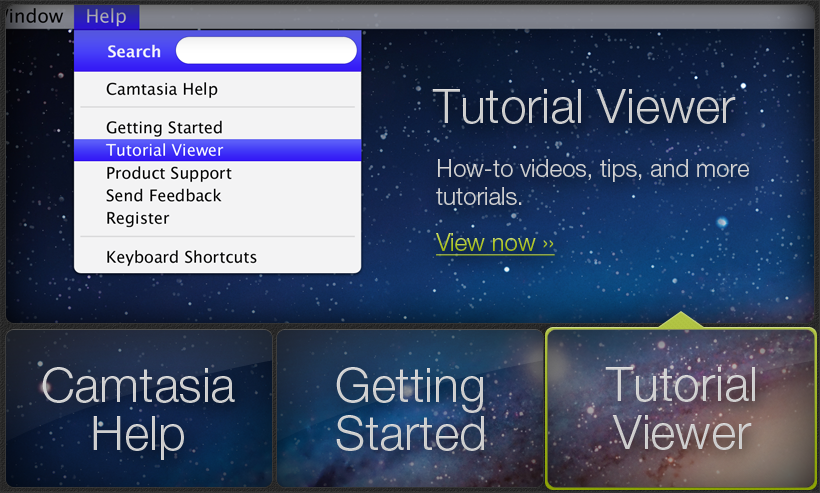 Window Help
Search
Camtasia Help
Getting Started
Tutorial Viewer
Product Support
Send Feedback
Register
Keyboard Shortcuts
Tutorial Viewer
How-to videos, tips, and more
tutorials.
View now ››
Camtasia
Help
Getting
Started
Tutorial
Viewer